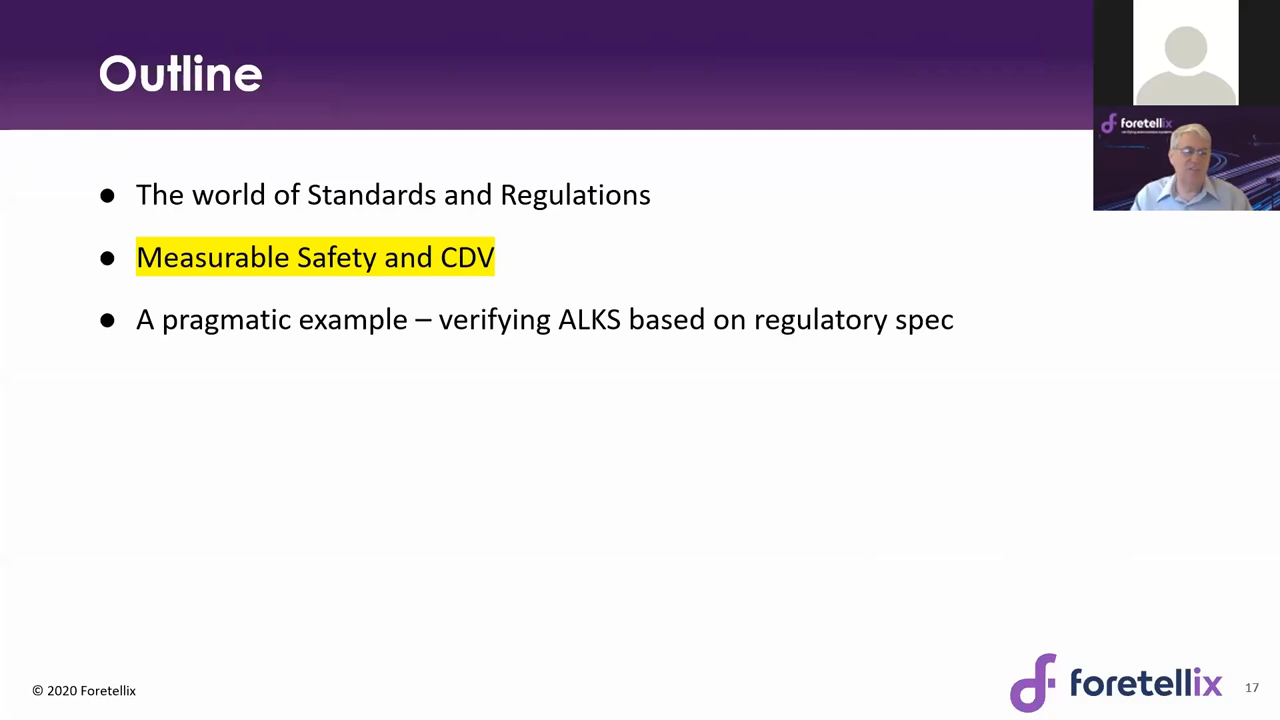 Outline
foretellix
● The world of Standards and Regulations
● Measurable Safety and CDV
● A pragmatic example – verifying ALKS based on regulatory spec
© 2020 Foretellix
foretellix
17